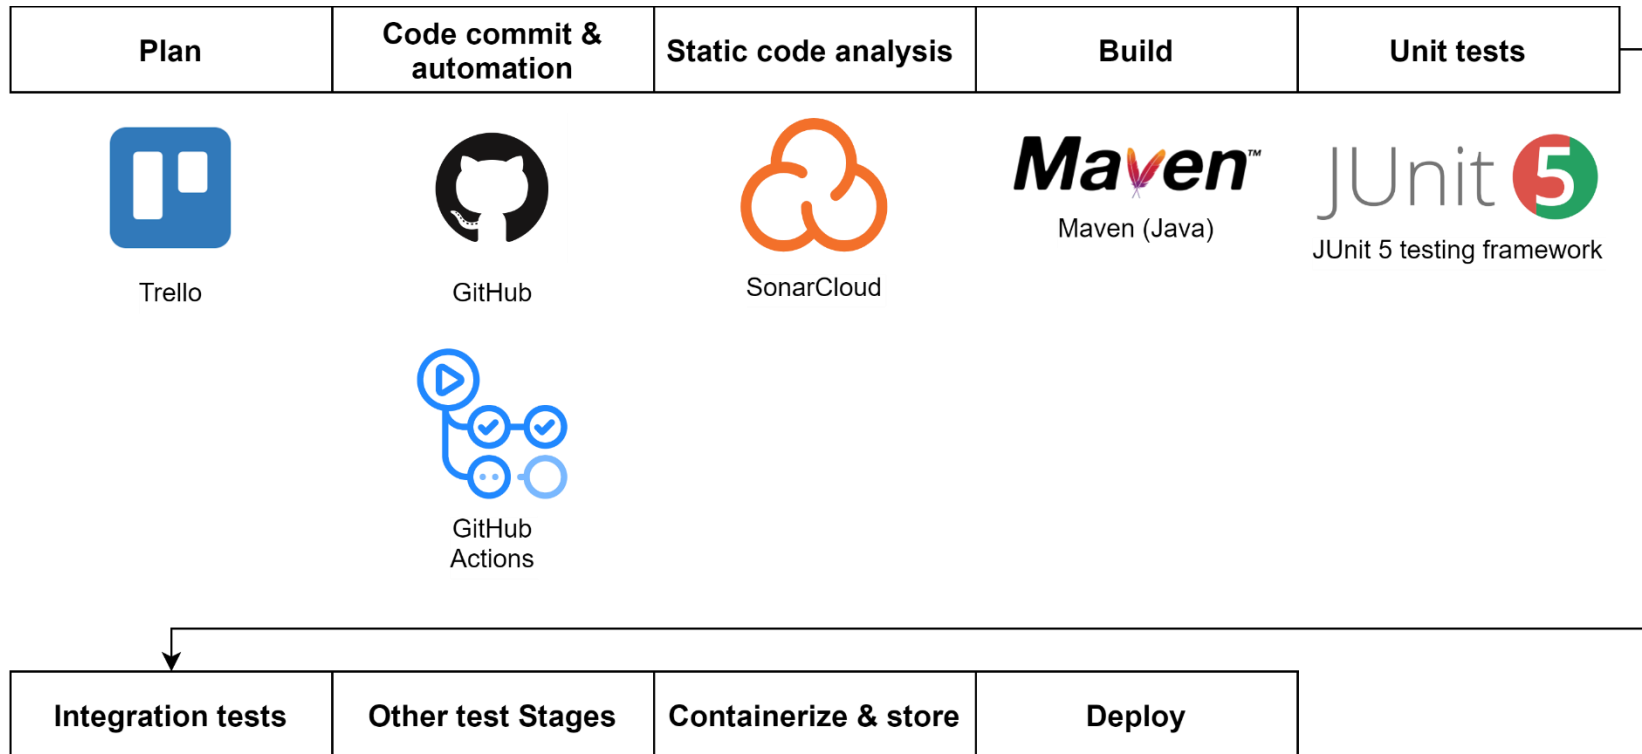 Plan
Code commit &
automation
Static code analysis
Build
Unit tests
Maven™
Maven (Java)
JUnit 5
JUnit 5 testing framework
Trello
GitHub
SonarCloud
GitHub
Actions
Integration tests
Other test Stages
Containerize & store
Deploy